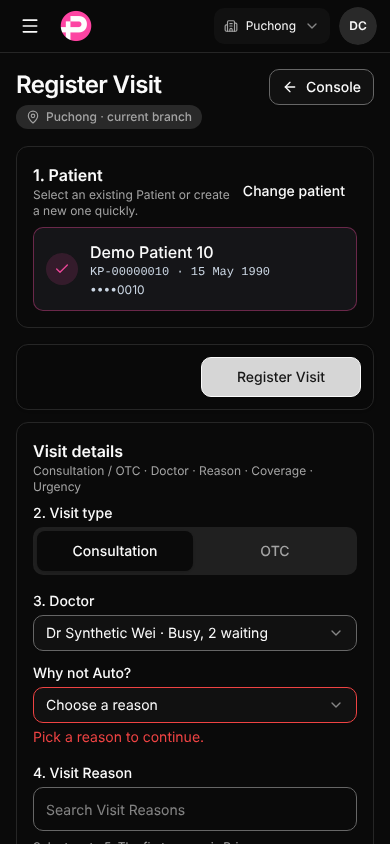 Puchong
DC
Register Visit
Console
Puchong · current branch
1. Patient
Select an existing Patient or create
a new one quickly.
Change patient
Demo Patient 10
KP-00000010 · 15 May 1990
••••0010
Register Visit
Visit details
Consultation / OTC · Doctor · Reason · Coverage ·
Urgency
2. Visit type
Consultation
OTC
3. Doctor
Dr Synthetic Wei · Busy, 2 waiting
Why not Auto?
Choose a reason
Pick a reason to continue.
4. Visit Reason
Search Visit Reasons